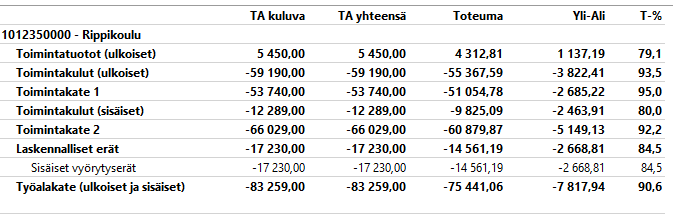 TA kuluva TA yhteensä Toteuma Yli-Ali T-%
1012350000 - Rippikoulu
Toimintatuotot (ulkoiset) 5 450,00 5 450,00 4 312,81 1 137,19 79,1
Toimintakulut (ulkoiset) -59 190,00 -59 190,00 -55 367,59 -3 822,41 93,5
Toimintakate 1 -53 740,00 -53 740,00 -51 054,78 -2 685,22 95,0
Toimintakulut (sisäiset) -12 289,00 -12 289,00 -9 825,09 -2 463,91 80,0
Toimintakate 2 -66 029,00 -66 029,00 -60 879,87 -5 149,13 92,2
Laskennalliset erät -17 230,00 -17 230,00 -14 561,19 -2 668,81 84,5
Sisäiset vyörytyserät -17 230,00 -17 230,00 -14 561,19 -2 668,81 84,5
Työalakate (ulkoiset ja sisäiset) -83 259,00 -83 259,00 -75 441,06 -7 817,94 90,6